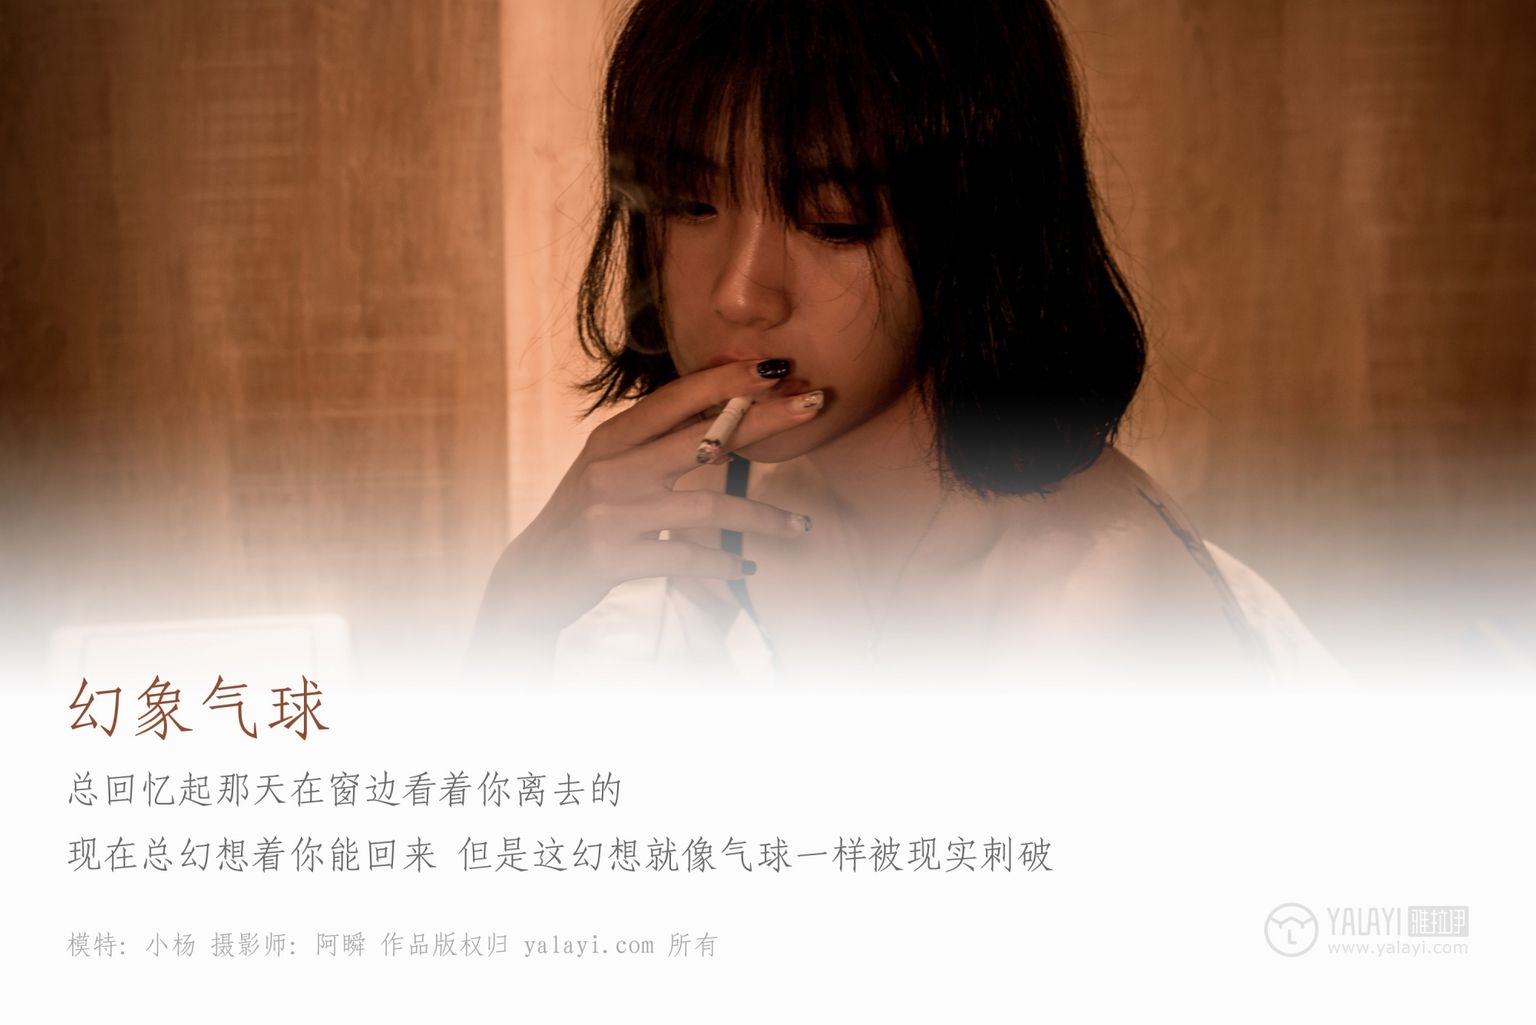 幻象气球
总回忆起那天在窗边看着你离去的
现在总幻想着你能回来 但是这幻想就像气球一样被现实刺破
模特: 小杨 摄影师: 阿瞬 作品版权归 yalayi.com 所有
YALAYI 雅拉伊
www.yalayi.com